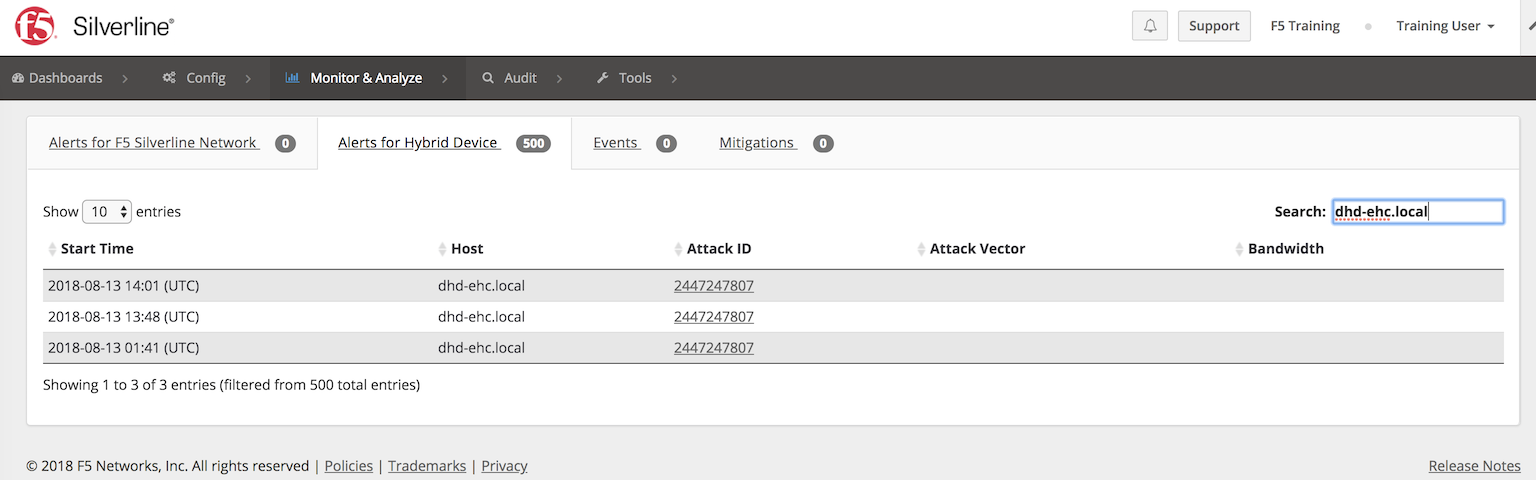 f5 Silverline® Support F5 Training Training User
Dashboards Config Monitor & Analyze Audit Tools
Alerts for F5 Silverline Network 0 Alerts for Hybrid Device 500 Events 0 Mitigations 0
Show 10 entries Search: dhd-ehc.local
Start Time Host Attack ID Attack Vector Bandwidth
2018-08-13 14:01 (UTC) dhd-ehc.local 2447247807
2018-08-13 13:48 (UTC) dhd-ehc.local 2447247807
2018-08-13 01:41 (UTC) dhd-ehc.local 2447247807
Showing 1 to 3 of 3 entries (filtered from 500 total entries)
© 2018 F5 Networks, Inc. All rights reserved | Policies | Trademarks | Privacy Release Notes